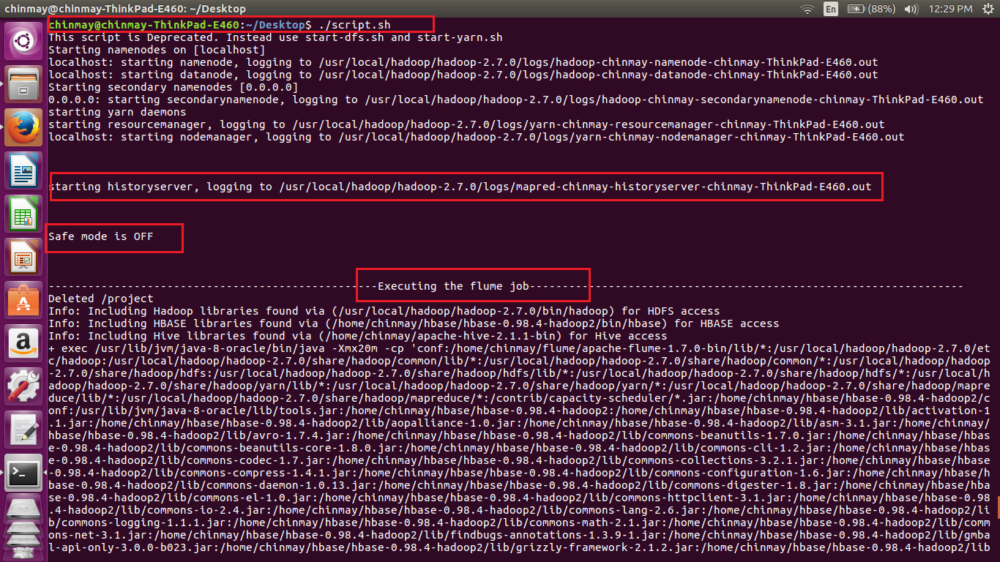 chinmay@chinmay-ThinkPad-E460: ~/Desktop
En
(88%)
12:29 PM
chinmay@chinmay-ThinkPad-E460:~/Desktop$ ./script.sh
This script is Deprecated. Instead use start-dfs.sh and start-yarn.sh
Starting namenodes on [localhost]
localhost: starting namenode, logging to /usr/local/hadoop/hadoop-2.7.0/logs/hadoop-chinmay-namenode-chinmay-ThinkPad-E460.out
localhost: starting datanode, logging to /usr/local/hadoop/hadoop-2.7.0/logs/hadoop-chinmay-datanode-chinmay-ThinkPad-E460.out
Starting secondary namenodes [0.0.0.0]
0.0.0.0: starting secondarynamenode, logging to /usr/local/hadoop/hadoop-2.7.0/logs/hadoop-chinmay-secondarynamenode-chinmay-ThinkPad-E460.out
starting yarn daemons
starting resourcemanager, logging to /usr/local/hadoop/hadoop-2.7.0/logs/yarn-chinmay-resourcemanager-chinmay-ThinkPad-E460.out
localhost: starting nodemanager, logging to /usr/local/hadoop/hadoop-2.7.0/logs/yarn-chinmay-nodemanager-chinmay-ThinkPad-E460.out
starting historyserver, logging to /usr/local/hadoop/hadoop-2.7.0/logs/mapred-chinmay-historyserver-chinmay-ThinkPad-E460.out
Safe mode is OFF
--------------------------------------------------Executing the flume job------------------------------------------------------------------
Deleted /project
Info: Including Hadoop libraries found via (/usr/local/hadoop/hadoop-2.7.0/bin/hadoop) for HDFS access
Info: Including HBASE libraries found via (/home/chinmay/hbase/hbase-0.98.4-hadoop2/bin/hbase) for HBASE access
Info: Including Hive libraries found via (/home/chinmay/apache-hive-2.1.1-bin) for Hive access
+ exec /usr/lib/jvm/java-8-oracle/bin/java -Xmx20m -cp 'conf:/home/chinmay/flume/apache-flume-1.7.0-bin/lib/*:/usr/local/hadoop/hadoop-2.7.0/et
c/hadoop:/usr/local/hadoop/hadoop-2.7.0/share/hadoop/common/lib/*:/usr/local/hadoop/hadoop-2.7.0/share/hadoop/common/*:/usr/local/hadoop/hadoop
-2.7.0/share/hadoop/hdfs:/usr/local/hadoop/hadoop-2.7.0/share/hadoop/hdfs/lib/*:/usr/local/hadoop/hadoop-2.7.0/share/hadoop/hdfs/*:/usr/local/h
adoop/hadoop-2.7.0/share/hadoop/yarn/lib/*:/usr/local/hadoop/hadoop-2.7.0/share/hadoop/yarn/*:/usr/local/hadoop/hadoop-2.7.0/share/hadoop/mapre
duce/lib/*:/usr/local/hadoop/hadoop-2.7.0/share/hadoop/mapreduce/*:/contrib/capacity-scheduler/*.jar:/home/chinmay/hbase/hbase-0.98.4-hadoop2/c
onf:/usr/lib/jvm/java-8-oracle/lib/tools.jar:/home/chinmay/hbase/hbase-0.98.4-hadoop2:/home/chinmay/hbase/hbase-0.98.4-hadoop2/lib/activation-1
.1.jar:/home/chinmay/hbase/hbase-0.98.4-hadoop2/lib/aopalliance-1.0.jar:/home/chinmay/hbase/hbase-0.98.4-hadoop2/lib/asm-3.1.jar:/home/chinmay/
hbase/hbase-0.98.4-hadoop2/lib/avro-1.7.4.jar:/home/chinmay/hbase/hbase-0.98.4-hadoop2/lib/commons-beanutils-1.7.0.jar:/home/chinmay/hbase/hbas
e-0.98.4-hadoop2/lib/commons-beanutils-core-1.8.0.jar:/home/chinmay/hbase/hbase-0.98.4-hadoop2/lib/commons-cli-1.2.jar:/home/chinmay/hbase/hbas
e-0.98.4-hadoop2/lib/commons-codec-1.7.jar:/home/chinmay/hbase/hbase-0.98.4-hadoop2/lib/commons-collections-3.2.1.jar:/home/chinmay/hbase/hbase
-0.98.4-hadoop2/lib/commons-compress-1.4.1.jar:/home/chinmay/hbase/hbase-0.98.4-hadoop2/lib/commons-configuration-1.6.jar:/home/chinmay/hbase/h
base-0.98.4-hadoop2/lib/commons-daemon-1.0.13.jar:/home/chinmay/hbase/hbase-0.98.4-hadoop2/lib/commons-digester-1.8.jar:/home/chinmay/hbase/hba
se-0.98.4-hadoop2/lib/commons-el-1.0.jar:/home/chinmay/hbase/hbase-0.98.4-hadoop2/lib/commons-httpclient-3.1.jar:/home/chinmay/hbase/hbase-0.98
.4-hadoop2/lib/commons-io-2.4.jar:/home/chinmay/hbase/hbase-0.98.4-hadoop2/lib/commons-lang-2.6.jar:/home/chinmay/hbase/hbase-0.98.4-hadoop2/li
b/commons-logging-1.1.1.jar:/home/chinmay/hbase/hbase-0.98.4-hadoop2/lib/commons-math-2.1.jar:/home/chinmay/hbase/hbase-0.98.4-hadoop2/lib/comm
ons-net-3.1.jar:/home/chinmay/hbase/hbase-0.98.4-hadoop2/lib/findbugs-annotations-1.3.9-1.jar:/home/chinmay/hbase/hbase-0.98.4-hadoop2/lib/gmba
l-api-only-3.0.0-b023.jar:/home/chinmay/hbase/hbase-0.98.4-hadoop2/lib/grizzly-framework-2.1.2.jar:/home/chinmay/hbase/hbase-0.98.4-hadoop2/lib